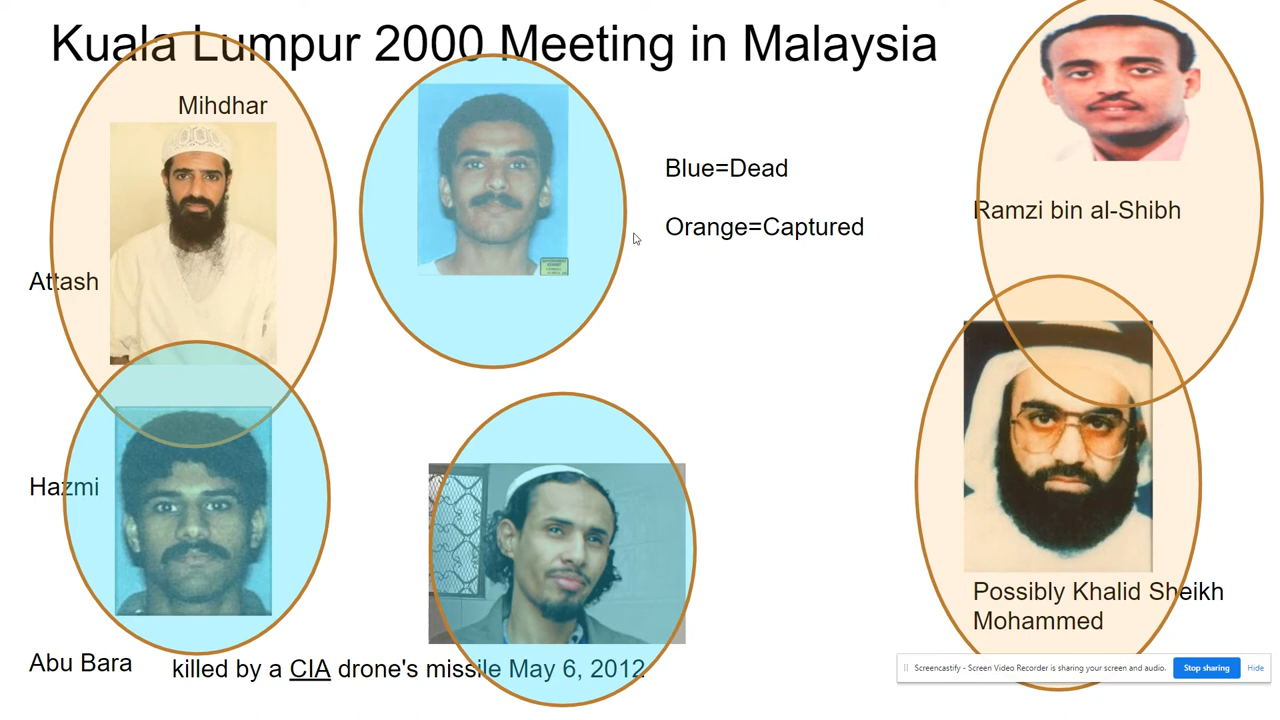 Kuala Lumpur 2000 Meeting in Malaysia
Mihdhar
Blue=Dead
Orange=Captured
Ramzi bin al-Shibh
Attash
Hazmi
Possibly Khalid Sheikh
Mohammed
Abu Bara
killed by a CIA drone's missile May 6, 2012
Screencastify - Screen Video Recorder is sharing your screen and audio.
Stop sharing
Hide